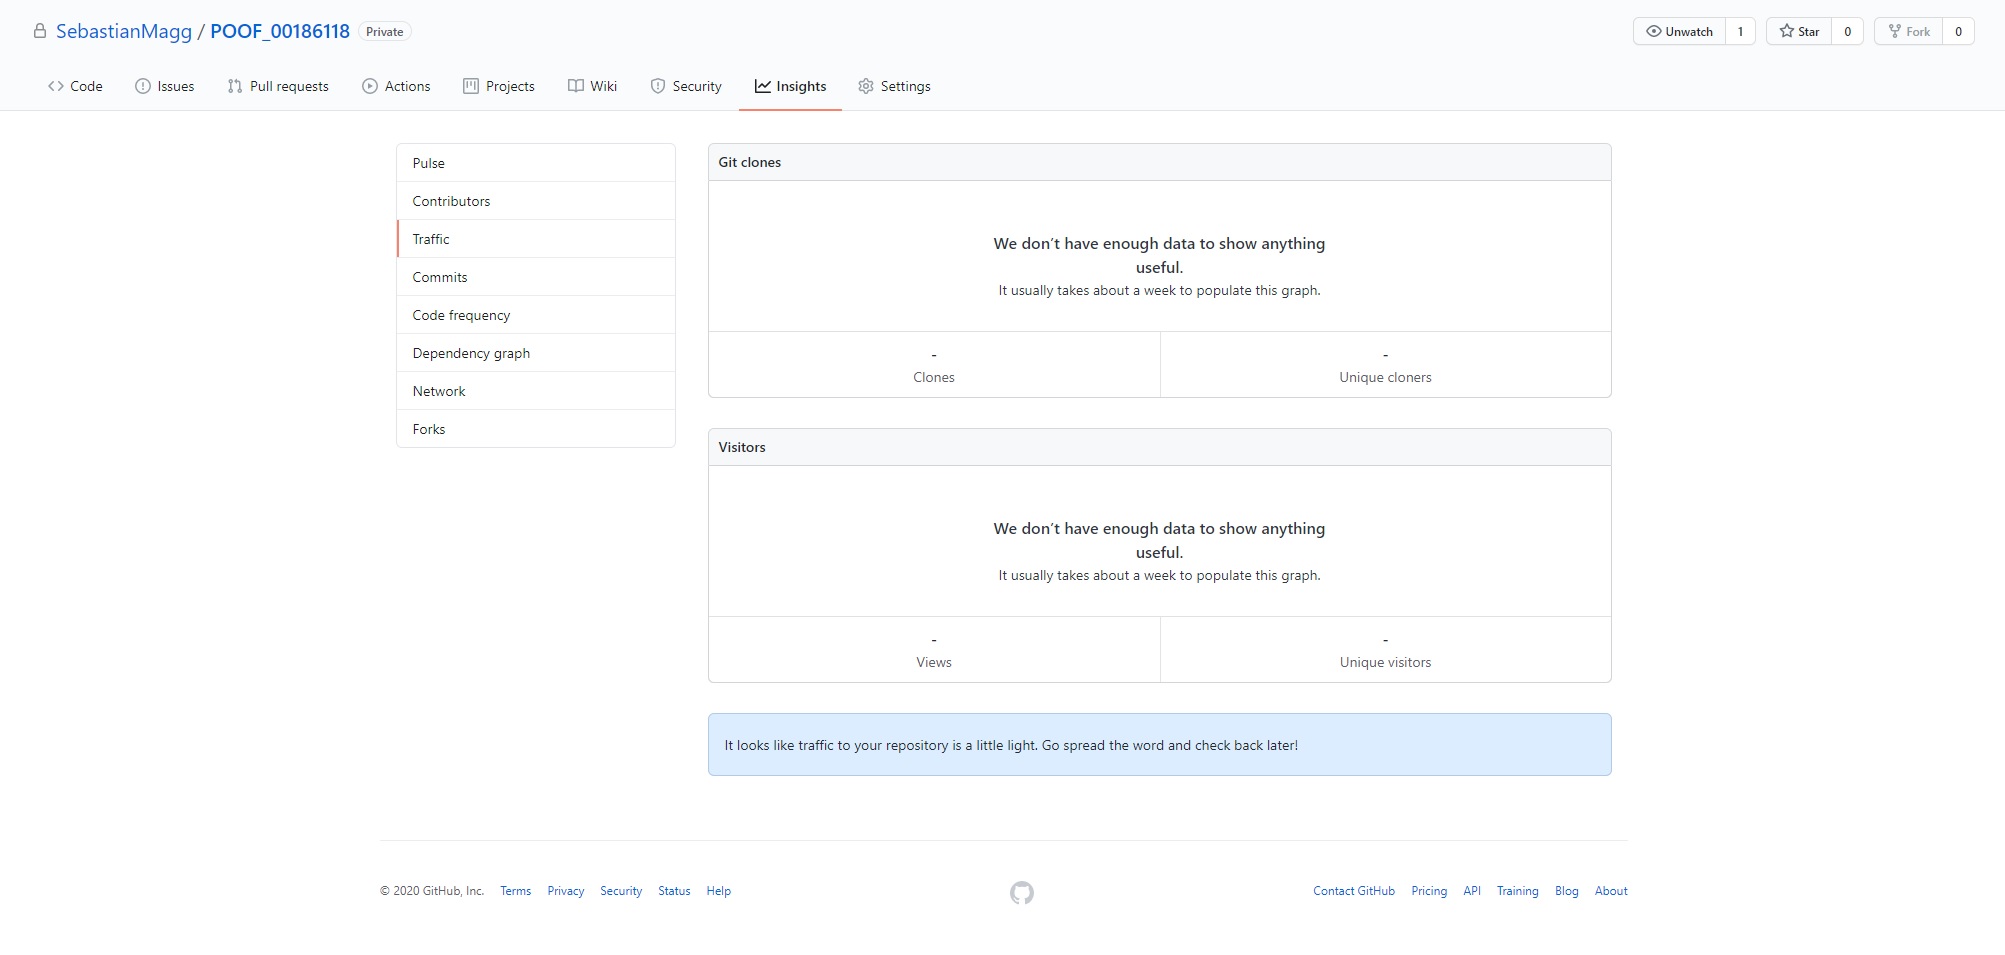 SebastianMagg / POOF_00186118 Private
Unwatch 1 Star 0 Fork 0
Code Issues Pull requests Actions Projects Wiki Security Insights Settings
Pulse
Contributors
Traffic
Commits
Code frequency
Dependency graph
Network
Forks
Git clones
We don't have enough data to show anything
useful.
It usually takes about a week to populate this graph.
- -
Clones Unique cloners
Visitors
We don't have enough data to show anything
useful.
It usually takes about a week to populate this graph.
- -
Views Unique visitors
It looks like traffic to your repository is a little light. Go spread the word and check back later!
© 2020 GitHub, Inc. Terms Privacy Security Status Help Contact GitHub Pricing API Training Blog About